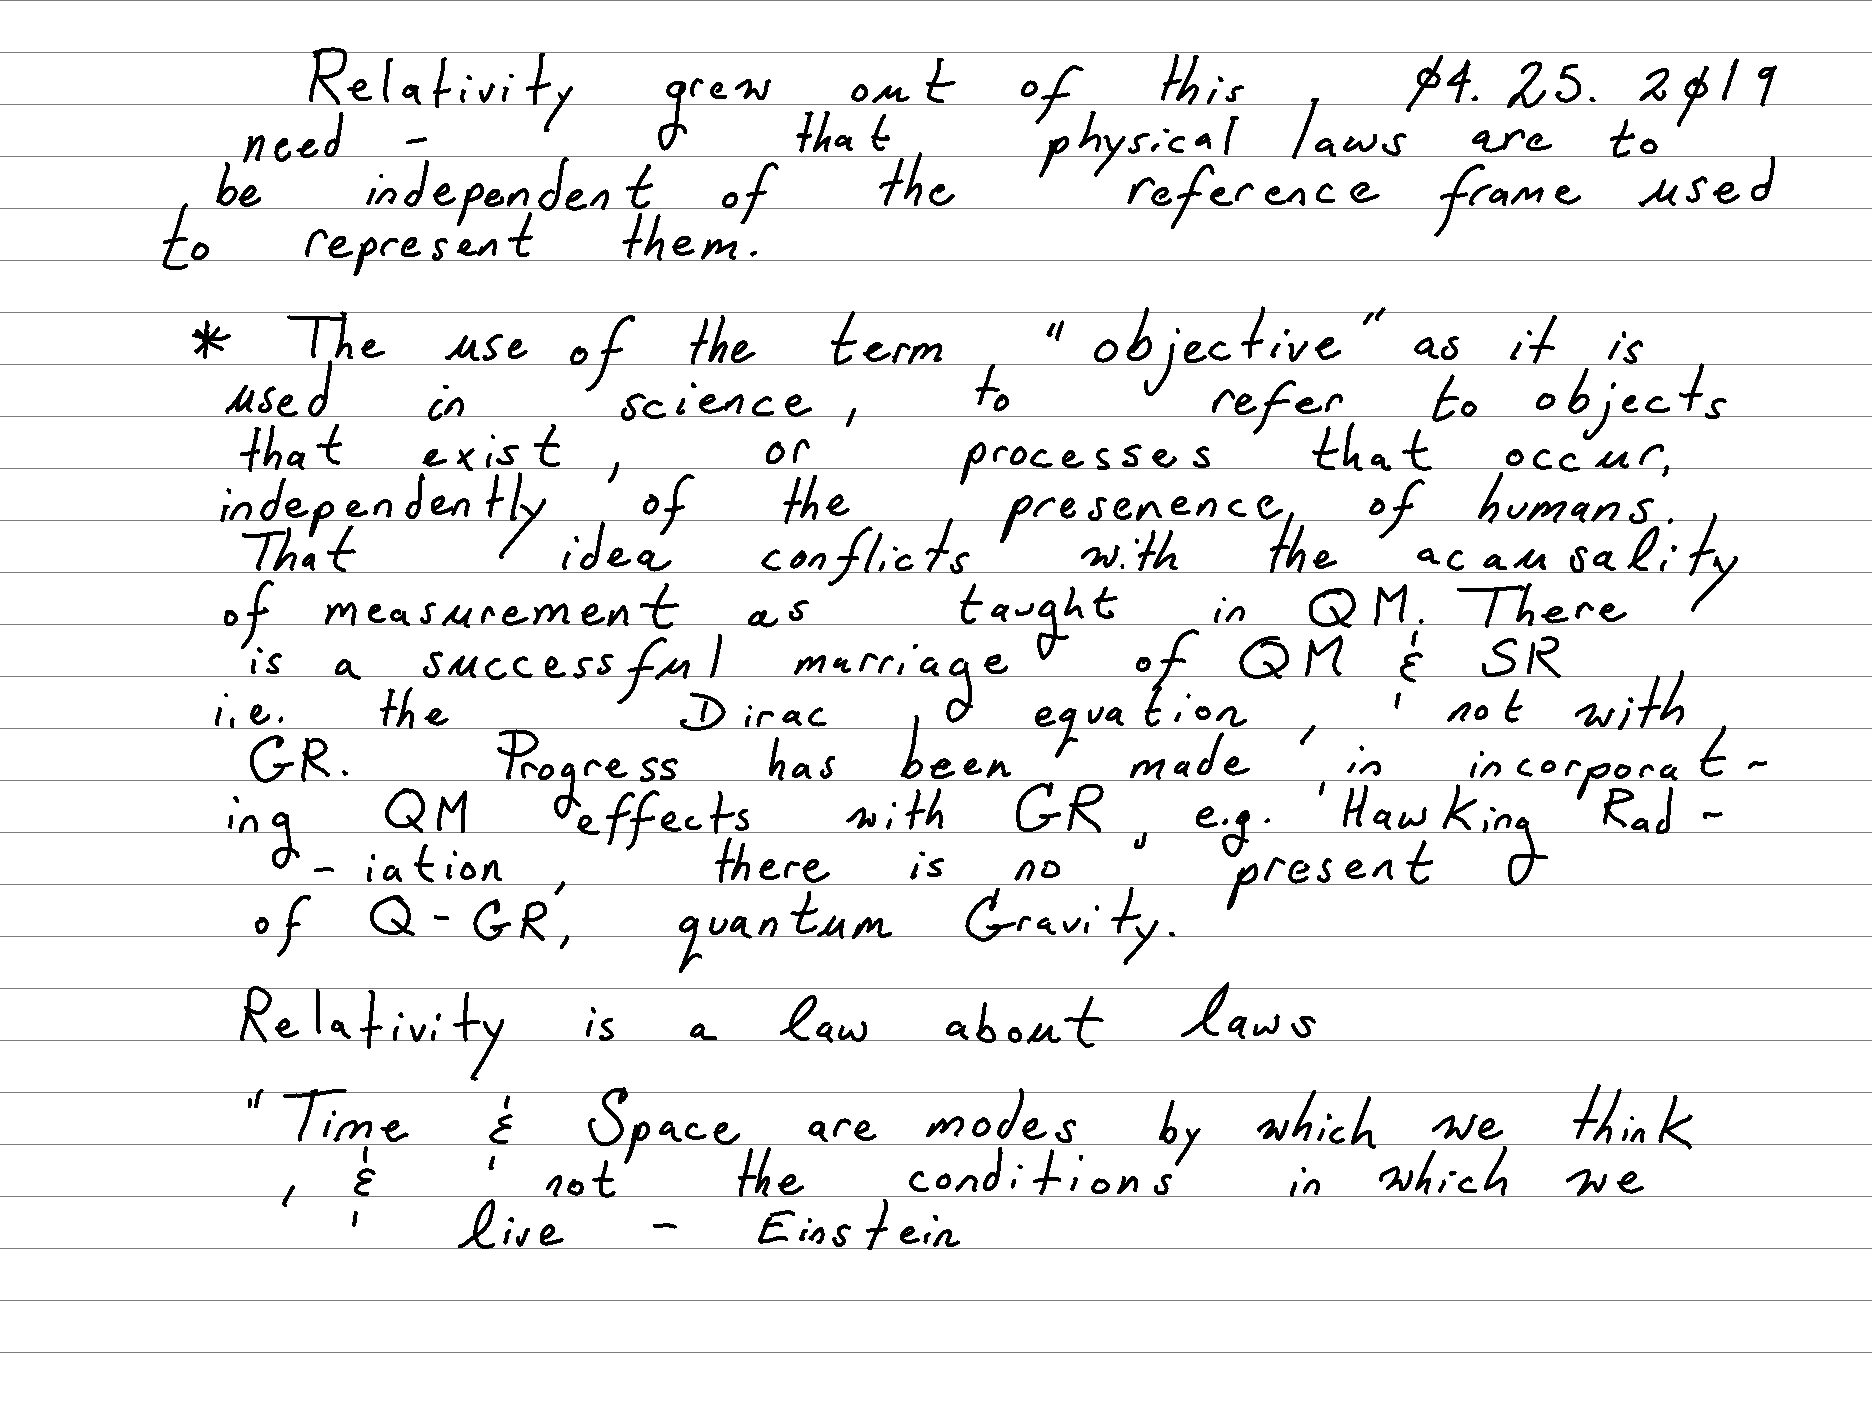 Relativity grew out of this, 04. 25. 2019
need - that physical laws are to
be independent of the reference frame used
to represent them.
* The use of the term "objective" as it is
used in science, to refer to objects
that exist, or processes that occur,
independently of the presenence of humans.
That idea conflicts with the acausality
of measurement as taught in QM. There
is a successful marriage of QM & SR
i.e. the Dirac equation, not with
GR. Progress has been made in incorporat-
ing QM effects with GR, e.g. Hawking Rad-
-iation, there is no present
of Q-GR, quantum Gravity.
Relativity is a law about laws
"Time & Space are modes by which we think
, & not the conditions in which we
live - Einstein